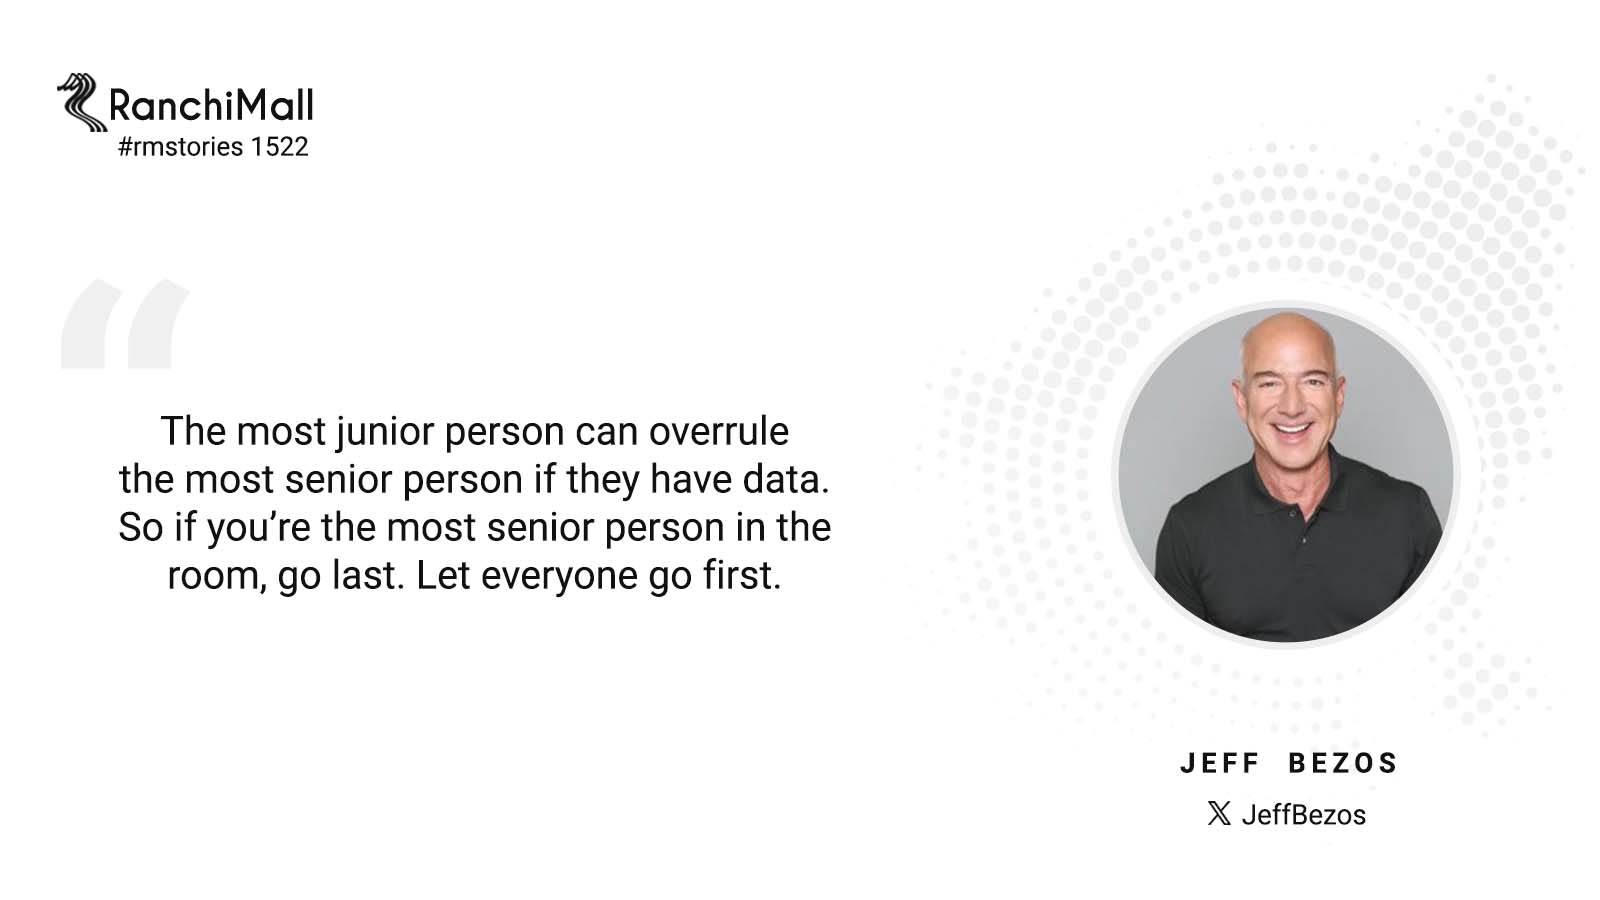 RanchiMall
#rmstories 1522
“
The most junior person can overrule
the most senior person if they have data.
So if you’re the most senior person in the
room, go last. Let everyone go first.
JEFF BEZOS
𝕏 JeffBezos